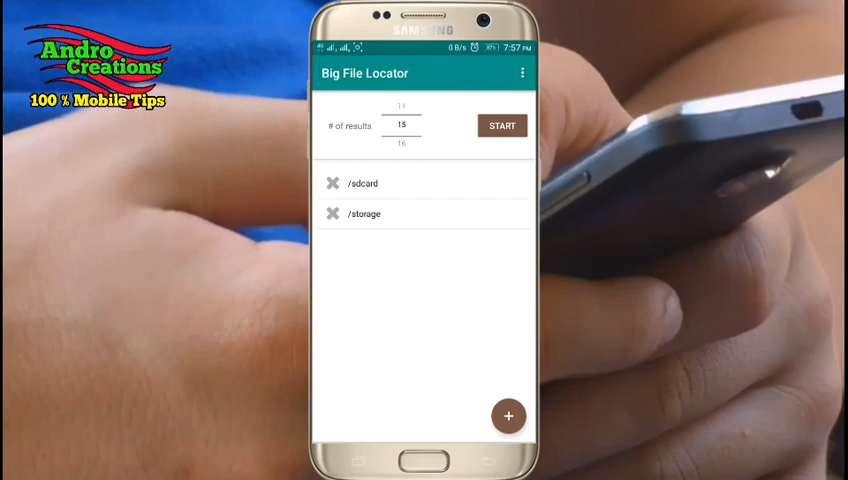 Andro
Creations
100 % Mobile Tips
SAMSUNG
0 B/s 7:57 PM
Big File Locator
14
# of results 15 START
16
/sdcard
/storage
+